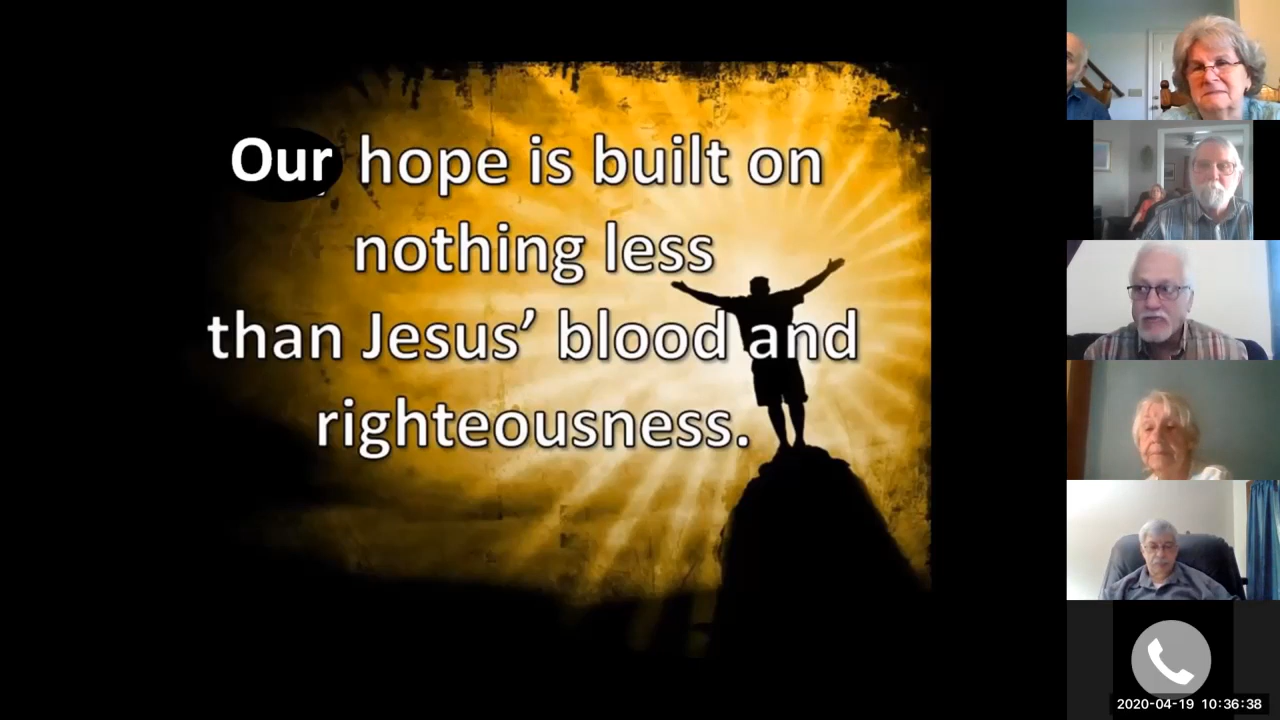 Our hope is built on
nothing less
than Jesus’ blood and
righteousness.
2020-04-19 10:36:38